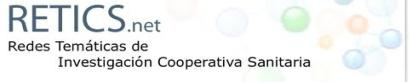 RETICS.net
Redes Temáticas de
Investigación Cooperativa Sanitaria